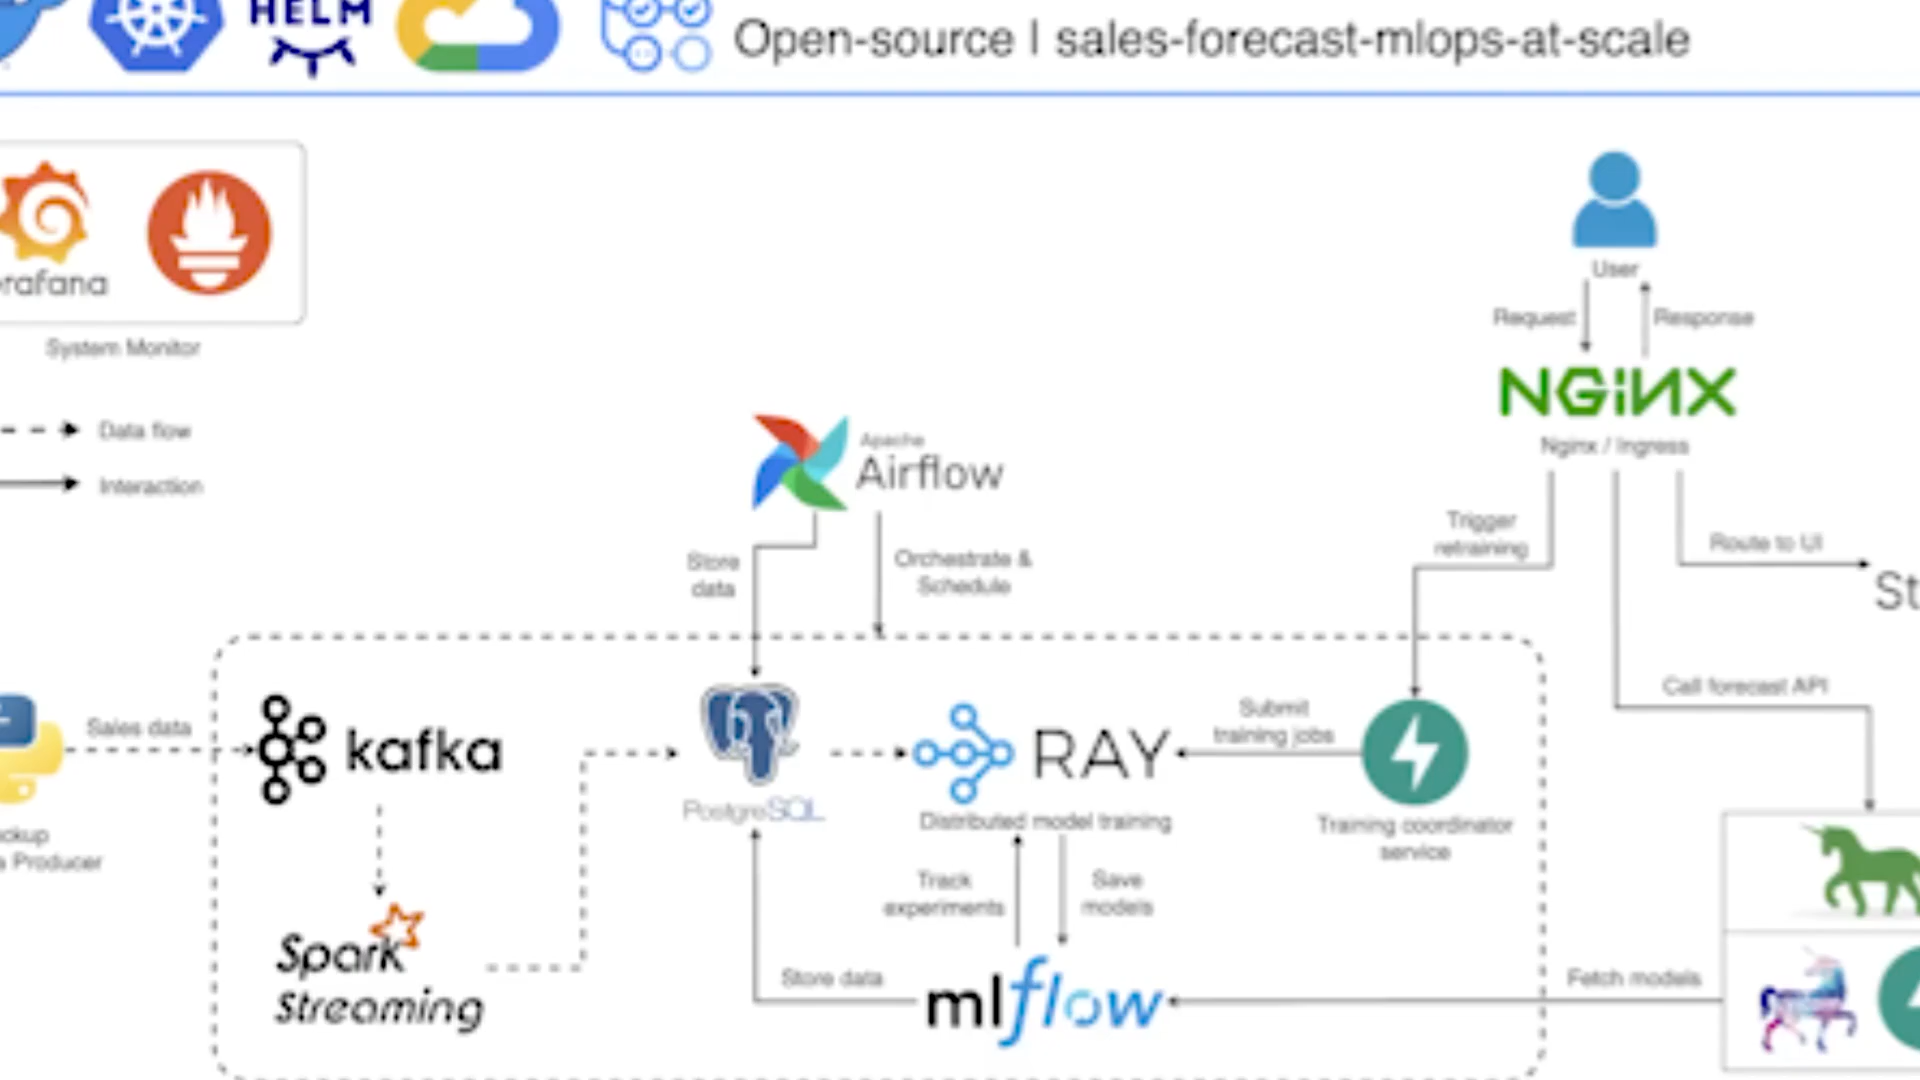 HELM
Open-source | sales-forecast-mlops-at-scale
rafana
System Monitor
Data flow
Interaction
User
Request
Response
NGiNX
Nginx / Ingress
Apache
Airflow
Store
data
Orchestrate &
Schedule
Trigger
retraining
Route to UI
St
Call forecast API
Sales data
kafka
PostgreSQL
RAY
Distributed model training
Submit
training jobs
Training coordinator
service
ockup
a Producer
Spark
Streaming
Track
experiments
Save
models
Store data
mlflow
Fetch models